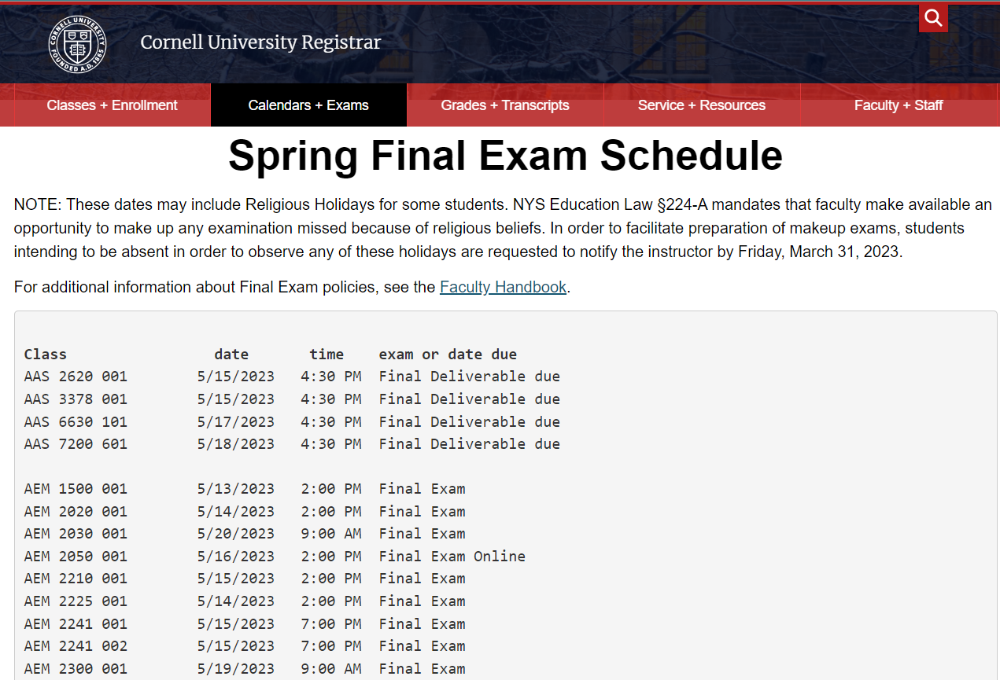 CORNELL UNIVERSITY
FOUNDED A.D. 1865
Cornell University Registrar
Classes + Enrollment Calendars + Exams Grades + Transcripts Service + Resources Faculty + Staff
Spring Final Exam Schedule
NOTE: These dates may include Religious Holidays for some students. NYS Education Law §224-A mandates that faculty make available an
opportunity to make up any examination missed because of religious beliefs. In order to facilitate preparation of makeup exams, students
intending to be absent in order to observe any of these holidays are requested to notify the instructor by Friday, March 31, 2023.
For additional information about Final Exam policies, see the Faculty Handbook.
Class date time exam or date due
AAS 2620 001 5/15/2023 4:30 PM Final Deliverable due
AAS 3378 001 5/15/2023 4:30 PM Final Deliverable due
AAS 6630 101 5/17/2023 4:30 PM Final Deliverable due
AAS 7200 601 5/18/2023 4:30 PM Final Deliverable due
AEM 1500 001 5/13/2023 2:00 PM Final Exam
AEM 2020 001 5/14/2023 2:00 PM Final Exam
AEM 2030 001 5/20/2023 9:00 AM Final Exam
AEM 2050 001 5/16/2023 2:00 PM Final Exam Online
AEM 2210 001 5/15/2023 2:00 PM Final Exam
AEM 2225 001 5/14/2023 2:00 PM Final Exam
AEM 2241 001 5/15/2023 7:00 PM Final Exam
AEM 2241 002 5/15/2023 7:00 PM Final Exam
AEM 2300 001 5/19/2023 9:00 AM Final Exam